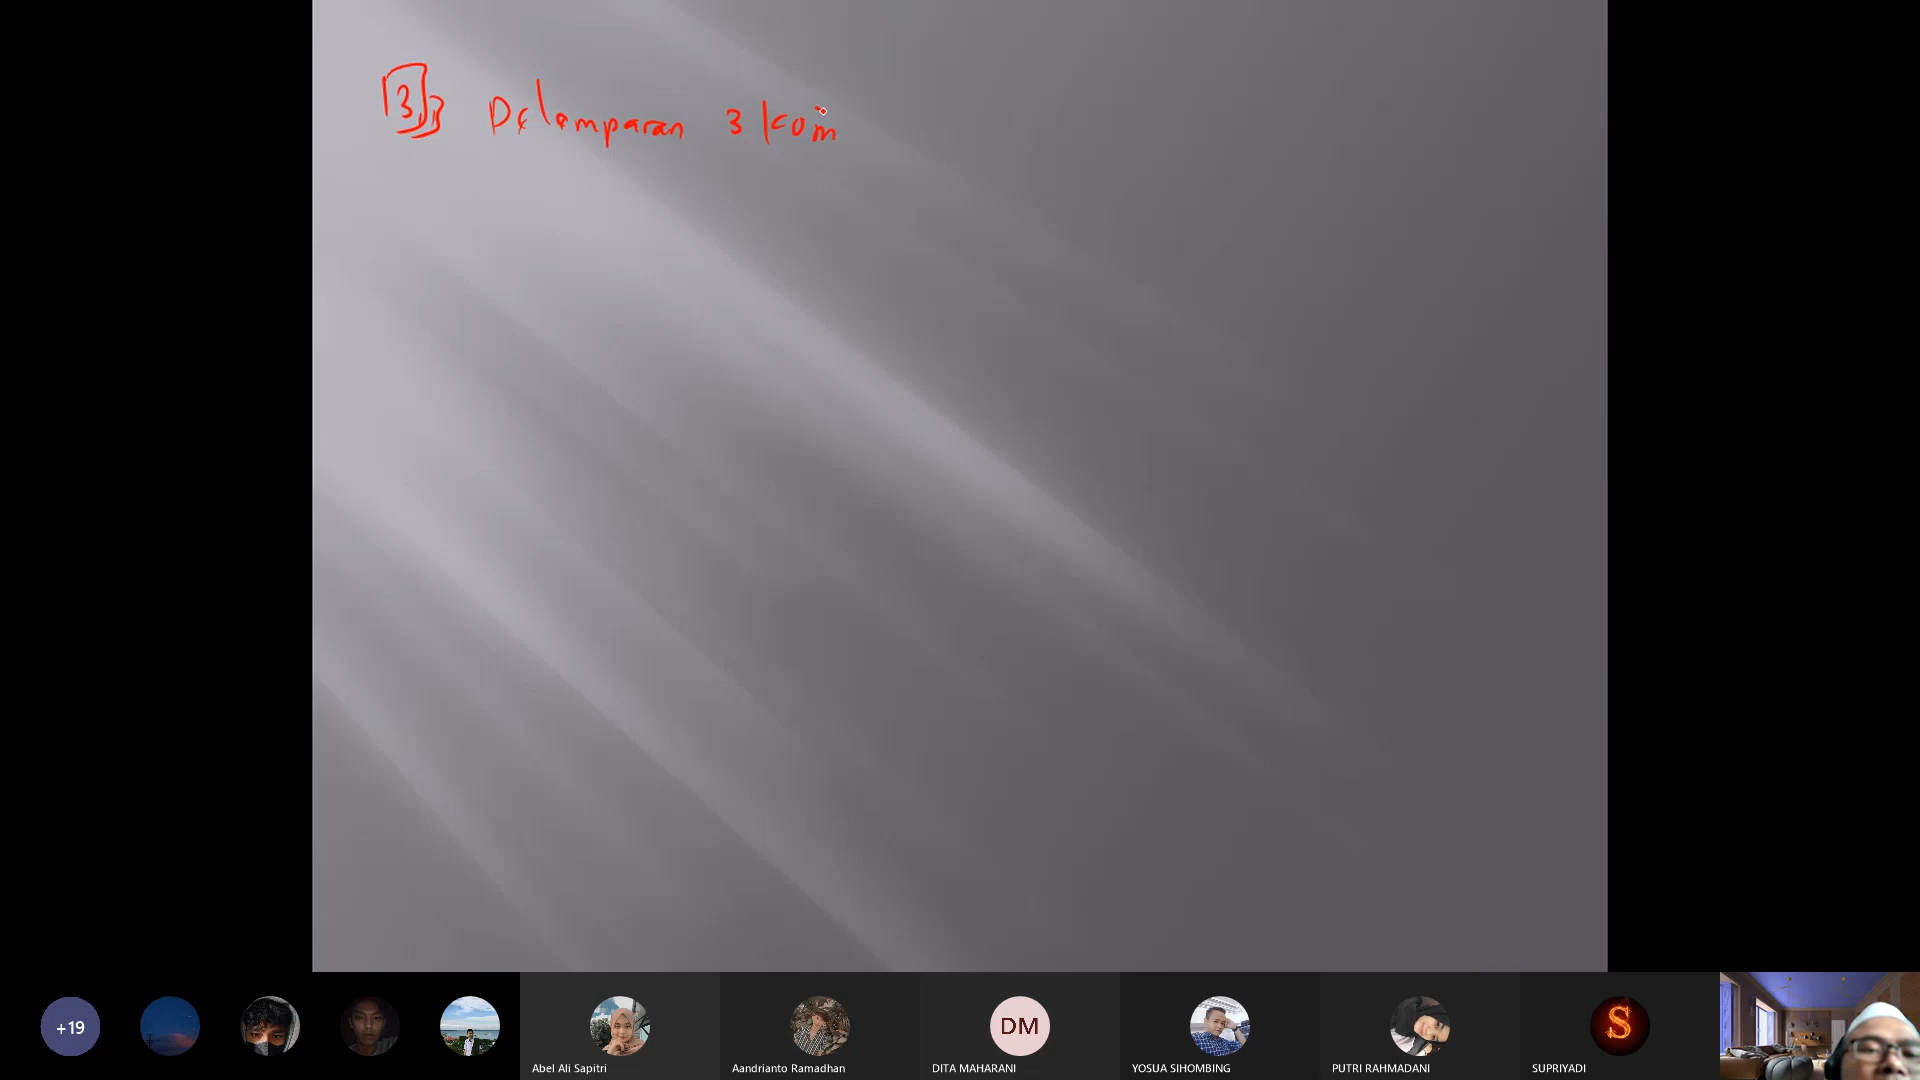 3 Pelemparan 3 koin
+19
DM
S
Abel Ali Sapitri
Aandrianto Ramadhan
DITA MAHARANI
YOSUA SIHOMBING
PUTRI RAHMADANI
SUPRIYADI